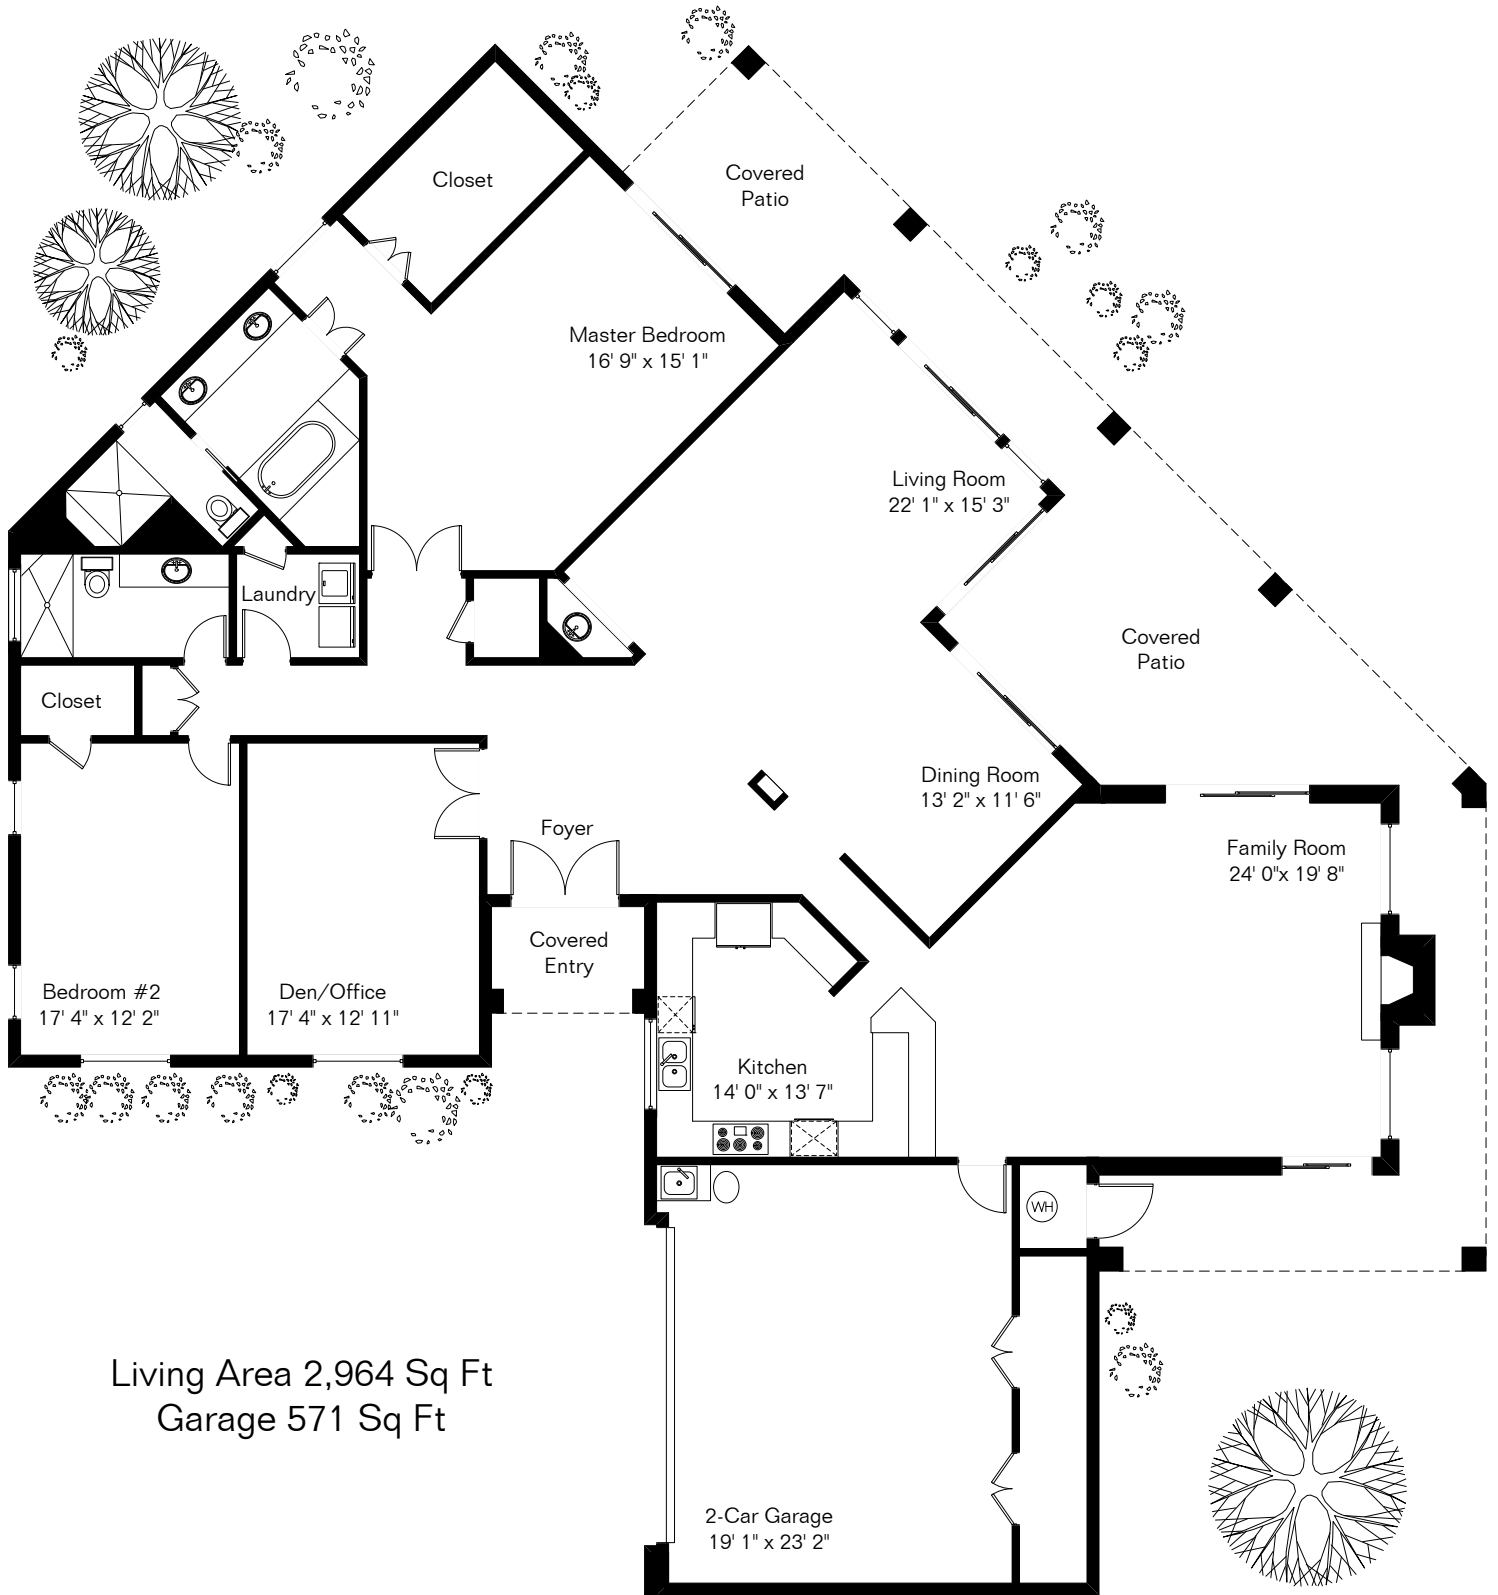 Covered
Patio
Closet
Master Bedroom
16' 9" x 15' 1"
Living Room
22' 1" x 15' 3"
Laundry
Covered
Patio
Closet
Dining Room
13' 2" x 11' 6"
Foyer
Family Room
24' 0"x 19' 8"
Covered
Entry
Bedroom #2
17' 4" x 12' 2"
Den/Office
17' 4" x 12' 11"
Kitchen
14' 0" x 13' 7"
WH
Living Area 2,964 Sq Ft
Garage 571 Sq Ft
2-Car Garage
19' 1" x 23' 2"